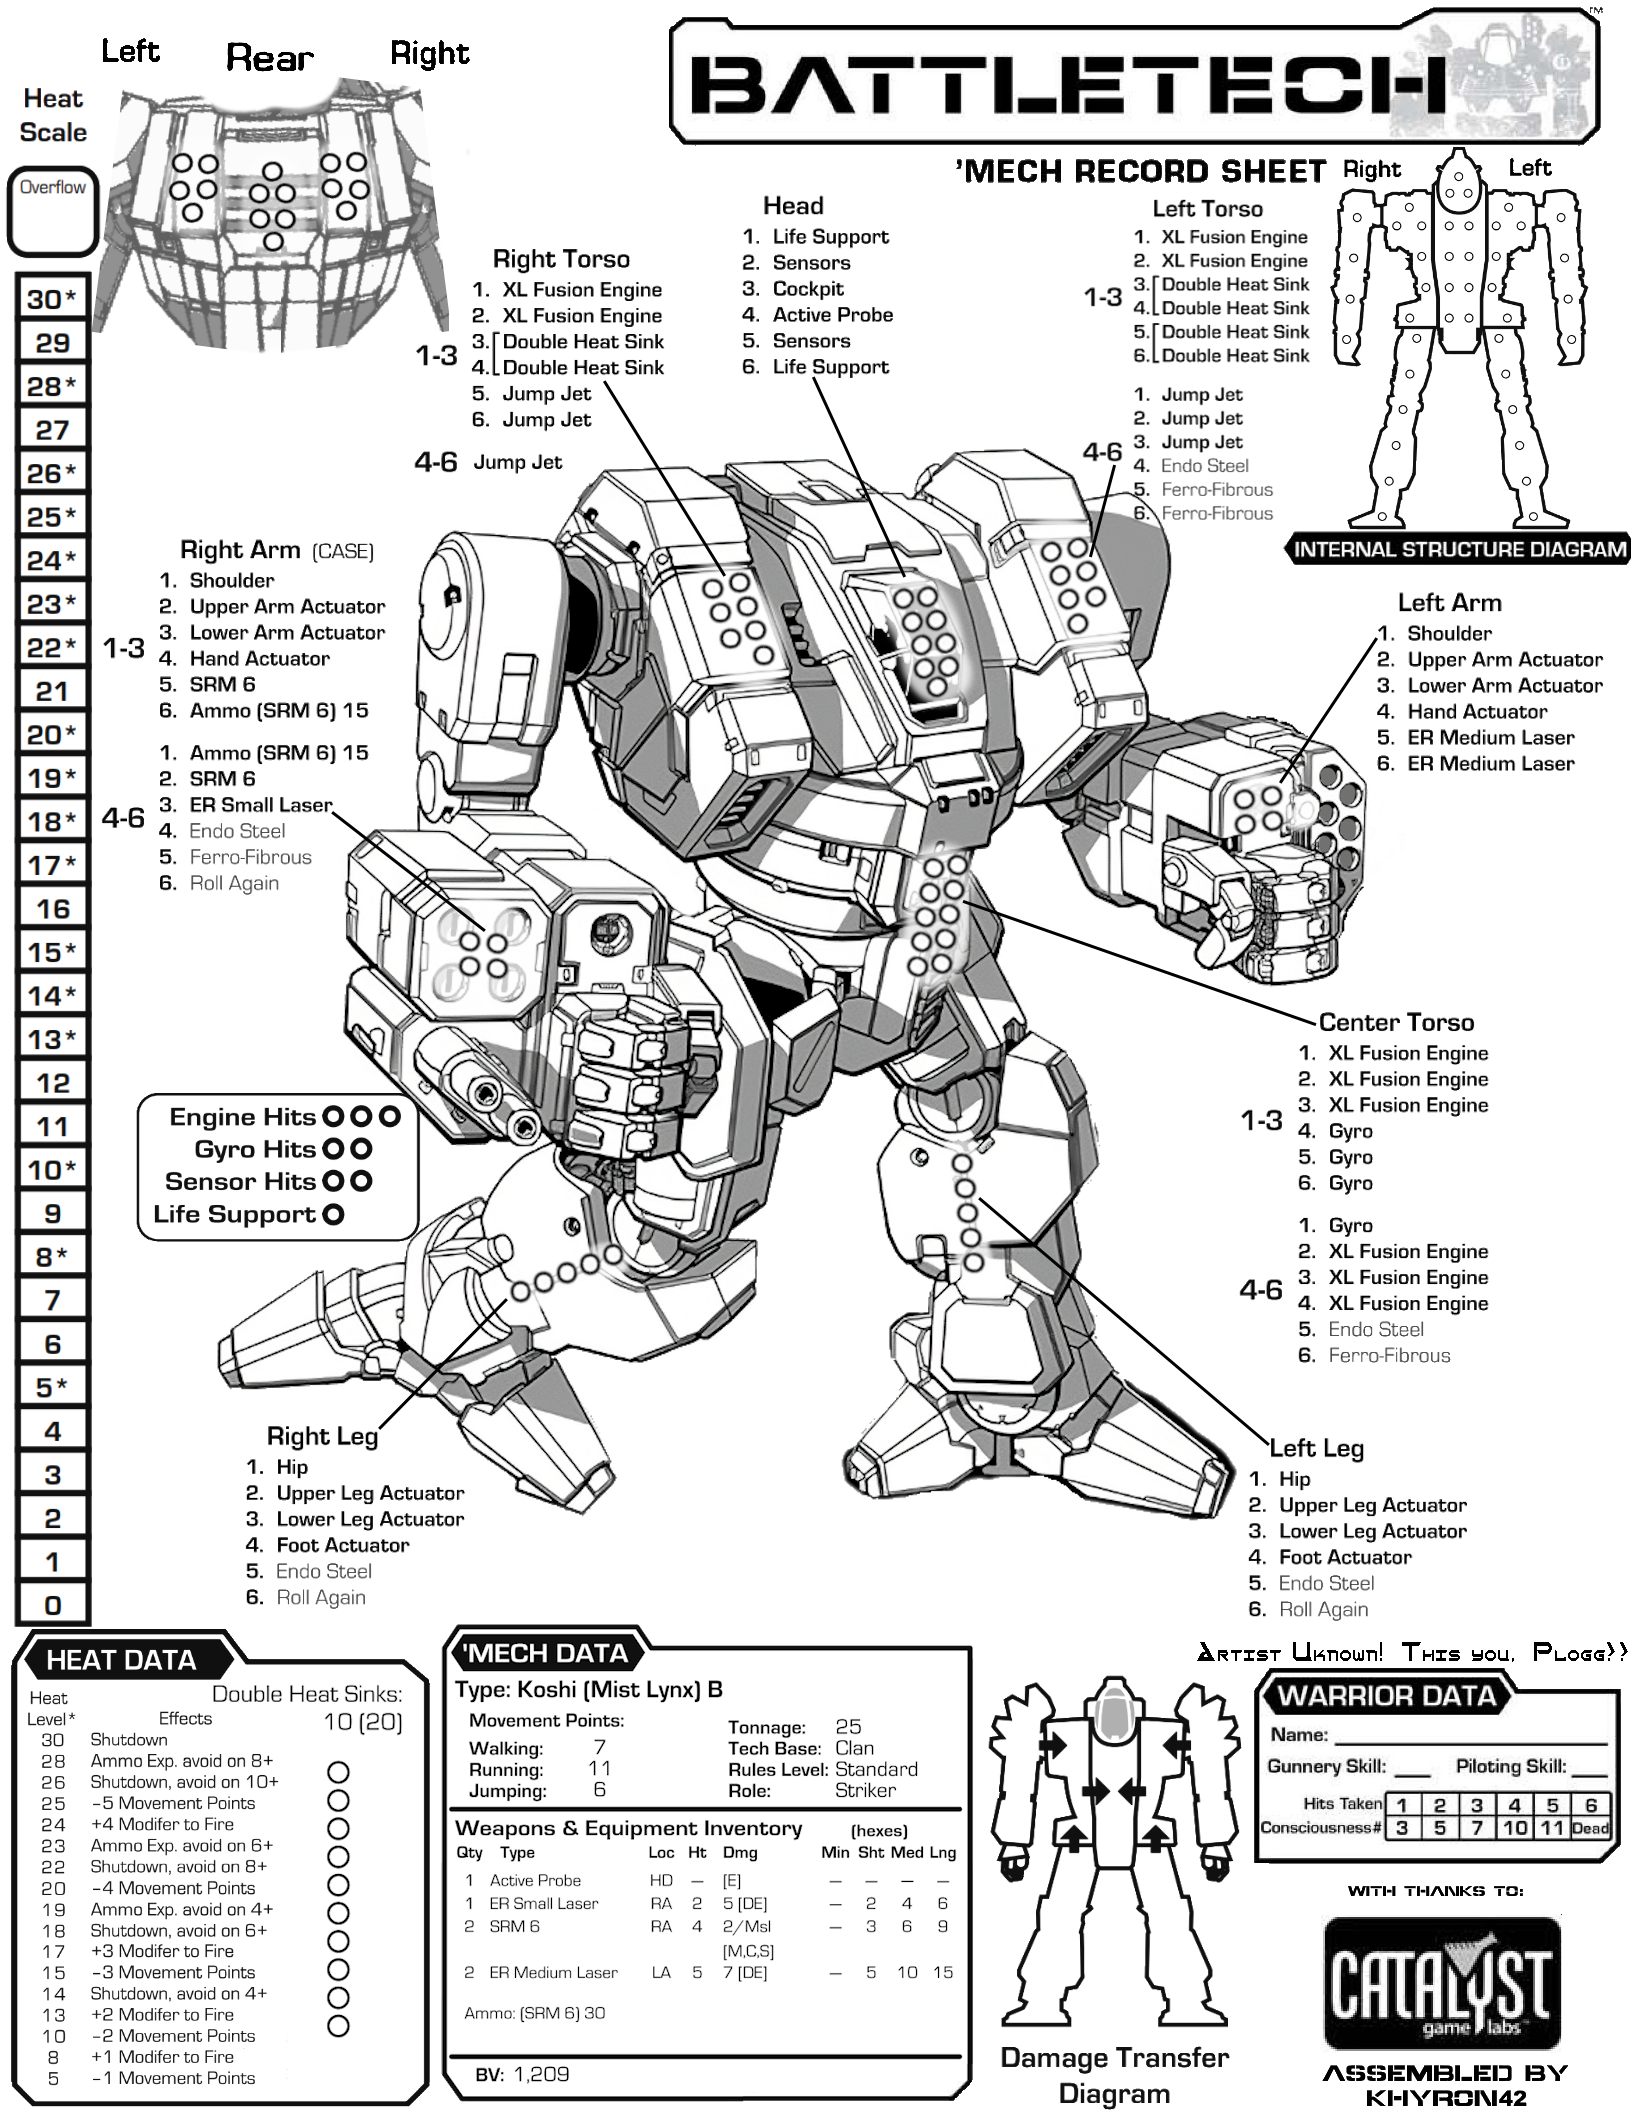 Left Rear Right
BATTLETECH™
Heat
Scale
Overflow
30*
29
28*
27
26*
25*
24*
23*
22*
21
20*
19*
18*
17*
16
15*
14*
13*
12
11
10*
9
8*
7
6
5*
4
3
2
1
0
'MECH RECORD SHEET
Right Left
INTERNAL STRUCTURE DIAGRAM
Head
1. Life Support
2. Sensors
3. Cockpit
4. Active Probe
5. Sensors
6. Life Support
Left Torso
1-3
1. XL Fusion Engine
2. XL Fusion Engine
3. Double Heat Sink
4. Double Heat Sink
5. Double Heat Sink
6. Double Heat Sink
4-6
1. Jump Jet
2. Jump Jet
3. Jump Jet
4. Endo Steel
5. Ferro-Fibrous
6. Ferro-Fibrous
Right Torso
1-3
1. XL Fusion Engine
2. XL Fusion Engine
3. Double Heat Sink
4. Double Heat Sink
5. Jump Jet
6. Jump Jet
4-6 Jump Jet
Right Arm (CASE)
1-3
1. Shoulder
2. Upper Arm Actuator
3. Lower Arm Actuator
4. Hand Actuator
5. SRM 6
6. Ammo (SRM 6) 15
4-6
1. Ammo (SRM 6) 15
2. SRM 6
3. ER Small Laser
4. Endo Steel
5. Ferro-Fibrous
6. Roll Again
Left Arm
1. Shoulder
2. Upper Arm Actuator
3. Lower Arm Actuator
4. Hand Actuator
5. ER Medium Laser
6. ER Medium Laser
Center Torso
1-3
1. XL Fusion Engine
2. XL Fusion Engine
3. XL Fusion Engine
4. Gyro
5. Gyro
6. Gyro
4-6
1. Gyro
2. XL Fusion Engine
3. XL Fusion Engine
4. XL Fusion Engine
5. Endo Steel
6. Ferro-Fibrous
Engine Hits
Gyro Hits
Sensor Hits
Life Support
Right Leg
1. Hip
2. Upper Leg Actuator
3. Lower Leg Actuator
4. Foot Actuator
5. Endo Steel
6. Roll Again
Left Leg
1. Hip
2. Upper Leg Actuator
3. Lower Leg Actuator
4. Foot Actuator
5. Endo Steel
6. Roll Again
HEAT DATA
Double Heat Sinks:
10 (20)
Heat
Level* Effects
30 Shutdown
28 Ammo Exp. avoid on 8+
26 Shutdown, avoid on 10+
25 -5 Movement Points
24 +4 Modifer to Fire
23 Ammo Exp. avoid on 6+
22 Shutdown, avoid on 8+
20 -4 Movement Points
19 Ammo Exp. avoid on 4+
18 Shutdown, avoid on 6+
17 +3 Modifer to Fire
15 -3 Movement Points
14 Shutdown, avoid on 4+
13 +2 Modifer to Fire
10 -2 Movement Points
8 +1 Modifer to Fire
5 -1 Movement Points
'MECH DATA
Type: Koshi (Mist Lynx) B
Movement Points:
Walking: 7
Running: 11
Jumping: 6
Tonnage: 25
Tech Base: Clan
Rules Level: Standard
Role: Striker
Weapons & Equipment Inventory (hexes)
Qty Type Loc Ht Dmg Min Sht Med Lng
1 Active Probe HD — [E] — — — —
1 ER Small Laser RA 2 5 [DE] — 2 4 6
2 SRM 6 RA 4 2/Msl — 3 6 9
[M,C,S]
2 ER Medium Laser LA 5 7 [DE] — 5 10 15
Ammo: (SRM 6) 30
BV: 1,209
Damage Transfer
Diagram
Artist Uknown! This you, Plogg??
WARRIOR DATA
Name:
Gunnery Skill: Piloting Skill:
Hits Taken 1 2 3 4 5 6
Consciousness# 3 5 7 10 11 Dead
WITH THANKS TO:
CATALYST
game labs™
ASSEMBLED BY
KHYRON42